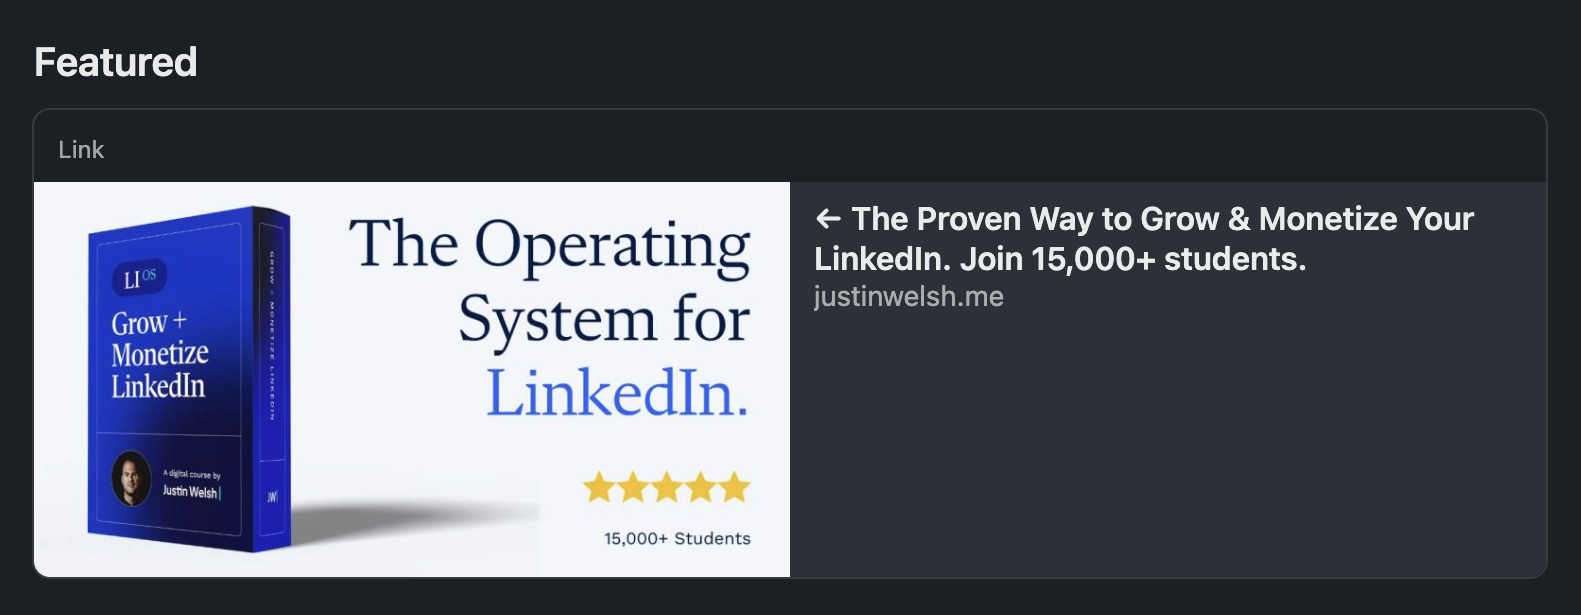 Featured
Link
LI OS
Grow +
Monetize
LinkedIn
A digital course by
Justin Welsh
GROW + MONETIZE LINKEDIN
JW
The Operating
System for
LinkedIn.
15,000+ Students
← The Proven Way to Grow & Monetize Your
LinkedIn. Join 15,000+ students.
justinwelsh.me